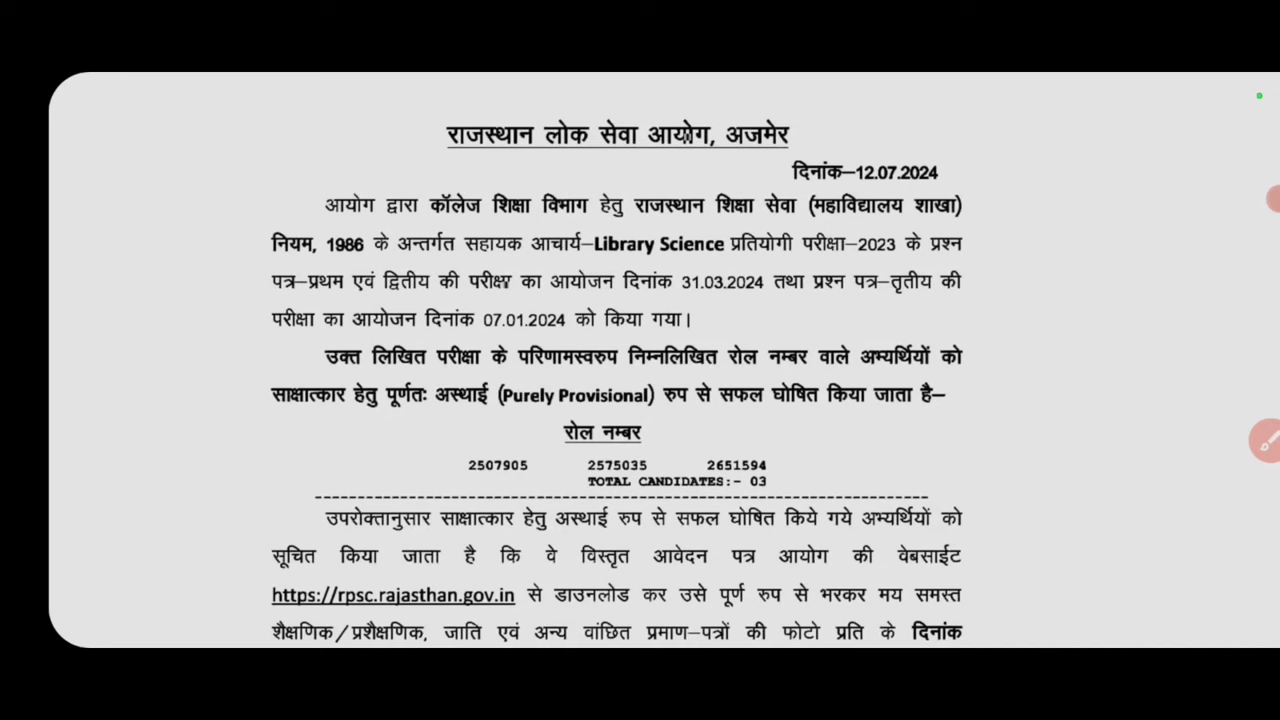 राजस्थान लोक सेवा आयोग, अजमेर
दिनांक–12.07.2024
आयोग द्वारा कॉलेज शिक्षा विभाग हेतु राजस्थान शिक्षा सेवा (महाविद्यालय शाखा)
नियम, 1986 के अन्तर्गत सहायक आचार्य–Library Science प्रतियोगी परीक्षा–2023 के प्रश्न
पत्र–प्रथम एवं द्वितीय की परीक्षा का आयोजन दिनांक 31.03.2024 तथा प्रश्न पत्र–तृतीय की
परीक्षा का आयोजन दिनांक 07.01.2024 को किया गया।
उक्त लिखित परीक्षा के परिणामस्वरुप निम्नलिखित रोल नम्बर वाले अभ्यर्थियों को
साक्षात्कार हेतु पूर्णतः अस्थाई (Purely Provisional) रुप से सफल घोषित किया जाता है–
रोल नम्बर
2507905 2575035 2651594
TOTAL CANDIDATES:- 03
उपरोक्तानुसार साक्षात्कार हेतु अस्थाई रुप से सफल घोषित किये गये अभ्यर्थियों को
सूचित किया जाता है कि वे विस्तृत आवेदन पत्र आयोग की वेबसाईट
https://rpsc.rajasthan.gov.in से डाउनलोड कर उसे पूर्ण रुप से भरकर मय समस्त
शैक्षणिक/प्रशैक्षणिक, जाति एवं अन्य वांछित प्रमाण–पत्रों की फोटो प्रति के दिनांक